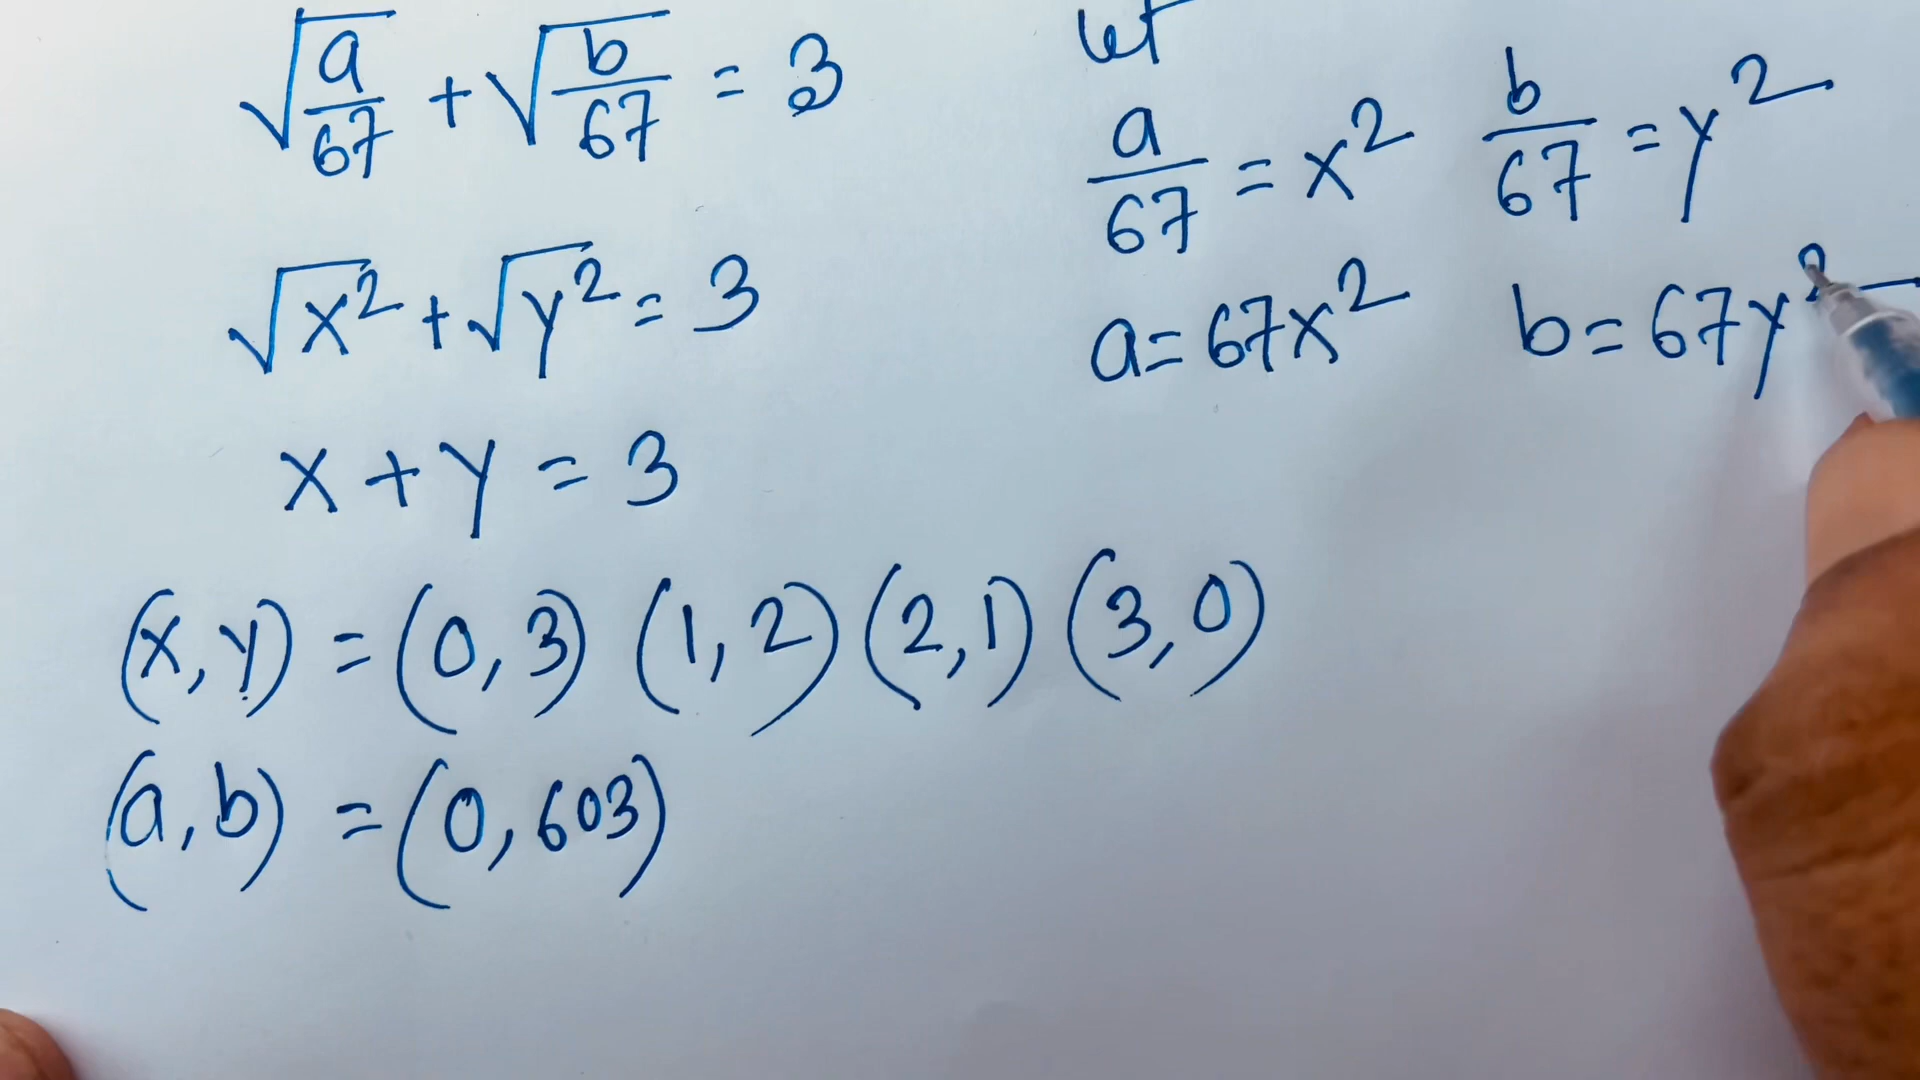 √(a/67) + √(b/67) = 3
let
a/67 = x² b/67 = y²
√x² + √y² = 3
a = 67x² b = 67y²
x + y = 3
(x, y) = (0, 3) (1, 2) (2, 1) (3, 0)
(a, b) = (0, 603)